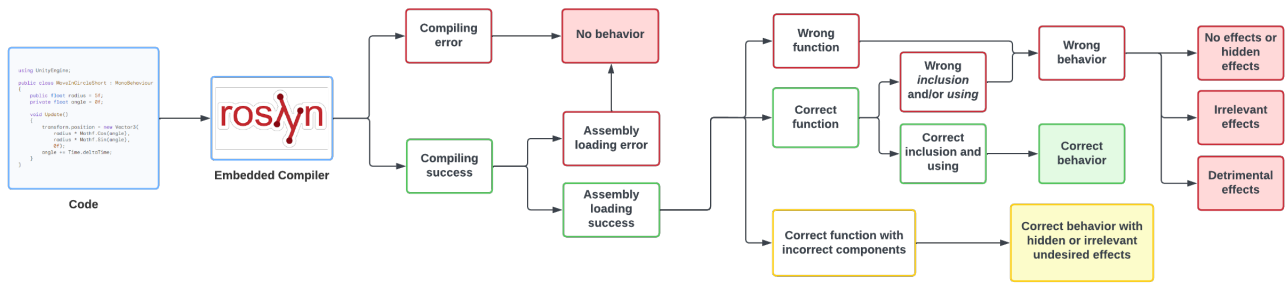 using UnityEngine;
public class MoveInCircleShort : MonoBehaviour
{
public float radius = 5f;
private float angle = 0f;
void Update()
{
transform.position = new Vector3(
radius * Mathf.Cos(angle),
radius * Mathf.Sin(angle),
0f);
angle += Time.deltaTime;
}
}
Code
roslyn
Embedded Compiler
Compiling
error
Compiling
success
No behavior
Assembly
loading error
Assembly
loading
success
Wrong
function
Correct
function
Correct function with
incorrect components
Wrong
inclusion
and/or using
Correct
inclusion and
using
Wrong
behavior
Correct
behavior
Correct behavior with
hidden or irrelevant
undesired effects
No effects or
hidden
effects
Irrelevant
effects
Detrimental
effects